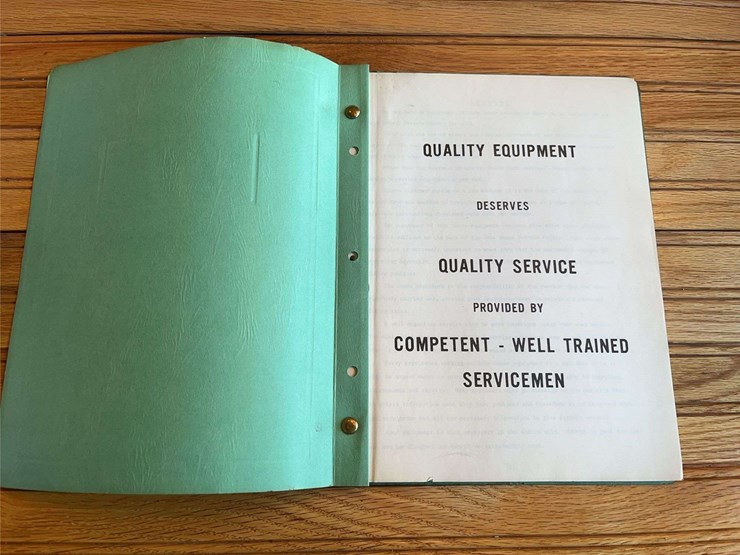 QUALITY EQUIPMENT
DESERVES
QUALITY SERVICE
PROVIDED BY
COMPETENT - WELL TRAINED
SERVICEMEN